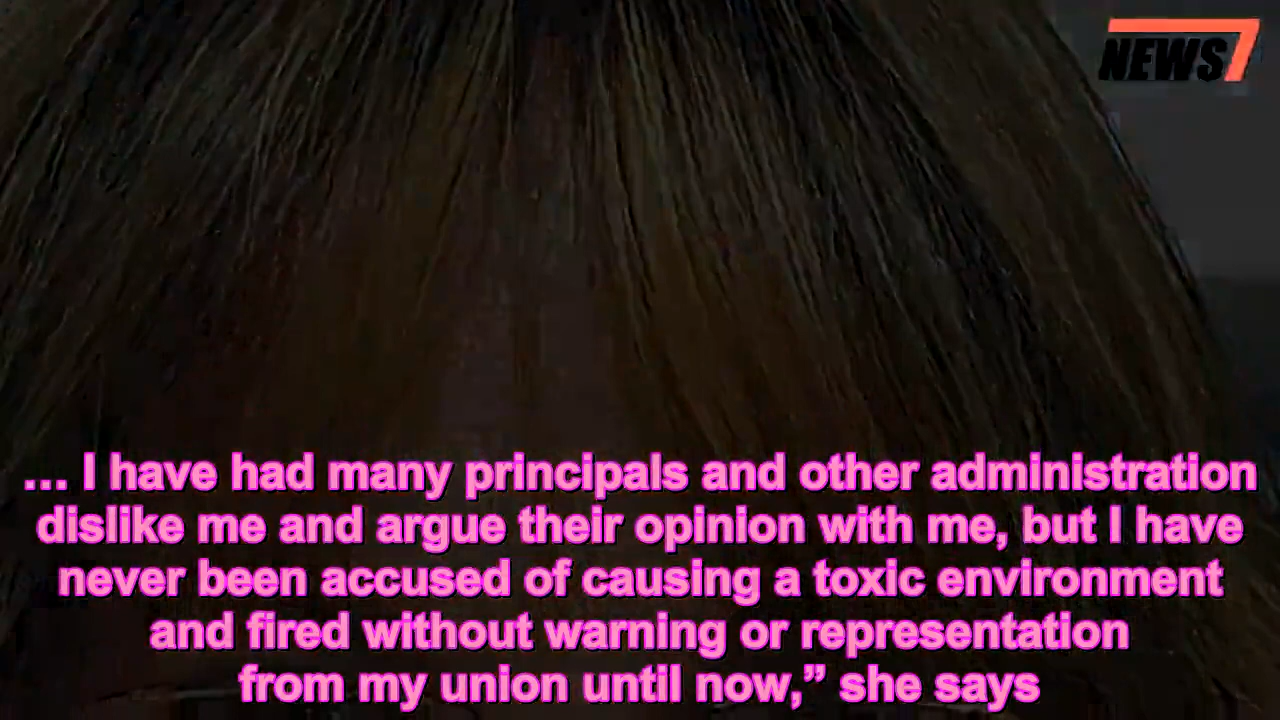 NEWS7
… I have had many principals and other administration
dislike me and argue their opinion with me, but I have
never been accused of causing a toxic environment
and fired without warning or representation
from my union until now,” she says